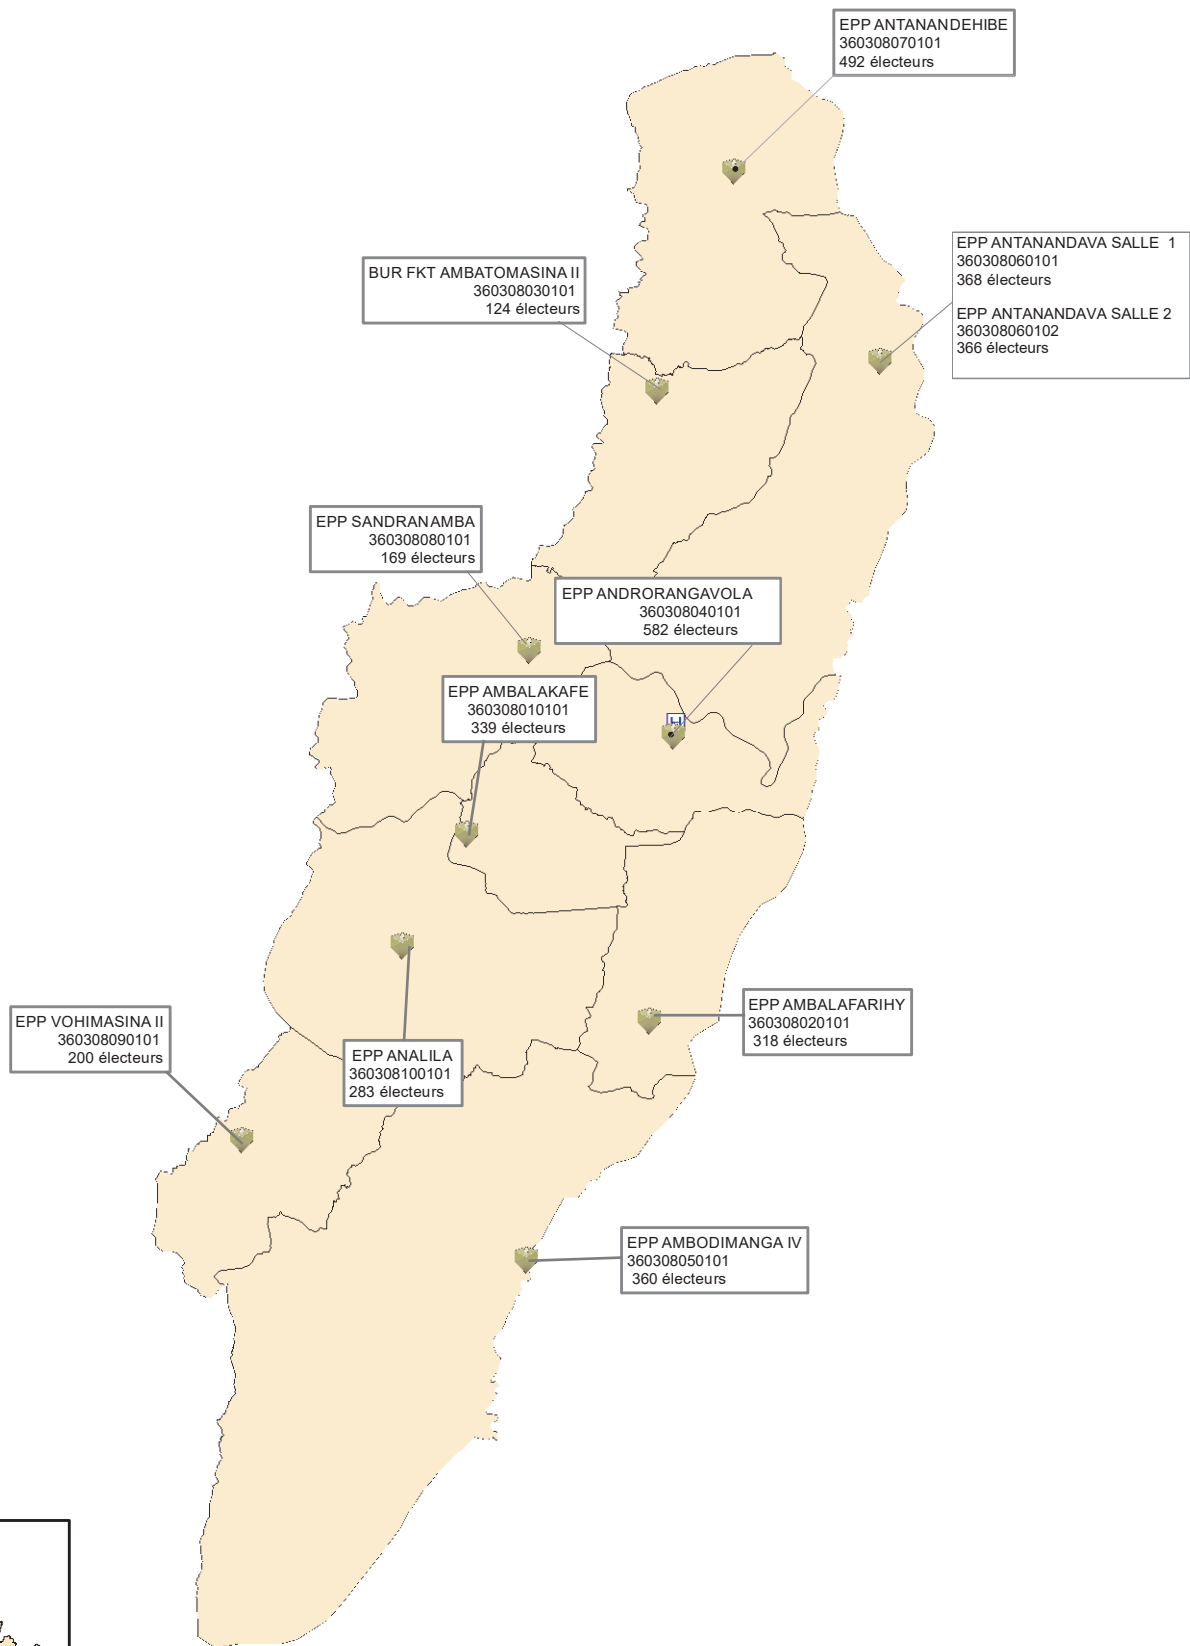 EPP ANTANANDEHIBE
360308070101
492 électeurs
EPP ANTANANDAVA SALLE 1
360308060101
368 électeurs
EPP ANTANANDAVA SALLE 2
360308060102
366 électeurs
BUR FKT AMBATOMASINA II
360308030101
124 électeurs
EPP SANDRANAMBA
360308080101
169 électeurs
EPP ANDRORANGAVOLA
360308040101
582 électeurs
EPP AMBALAKAFE
360308010101
339 électeurs
H
EPP AMBALAFARIHY
360308020101
318 électeurs
EPP VOHIMASINA II
360308090101
200 électeurs
EPP ANALILA
360308100101
283 électeurs
EPP AMBODIMANGA IV
360308050101
360 électeurs